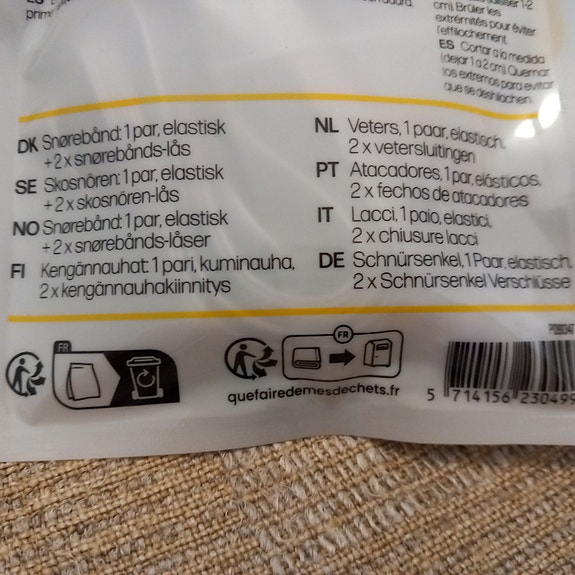 cm). Brûler les
extrémités pour éviter
l'effilochement.
ES Cortar a la medida
(dejar 1 a 2 cm). Quemar
los extremos para evitar
que se deshilachen.
DK Snørebånd: 1 par, elastisk
+ 2 x snørebånds-lås
SE Skosnören: 1 par, elastisk
+ 2 x skosnören-lås
NO Snørebånd: 1 par, elastisk
+ 2 x snørebånds-låser
FI Kengännauhat: 1 pari, kuminauha,
2 x kengännauhakiinnitys
NL Veters, 1 paar, elastisch,
2 x vetersluitingen
PT Atacadores, 1 par, elásticos,
2 x fechos de atacadores
IT Lacci, 1 paio, elastici,
2 x chiusure lacci
DE Schnürsenkel, 1 Paar, elastisch,
2 x Schnürsenkel Verschlüsse
FR
FR
quefairedemesdechets.fr
5 714156 230499